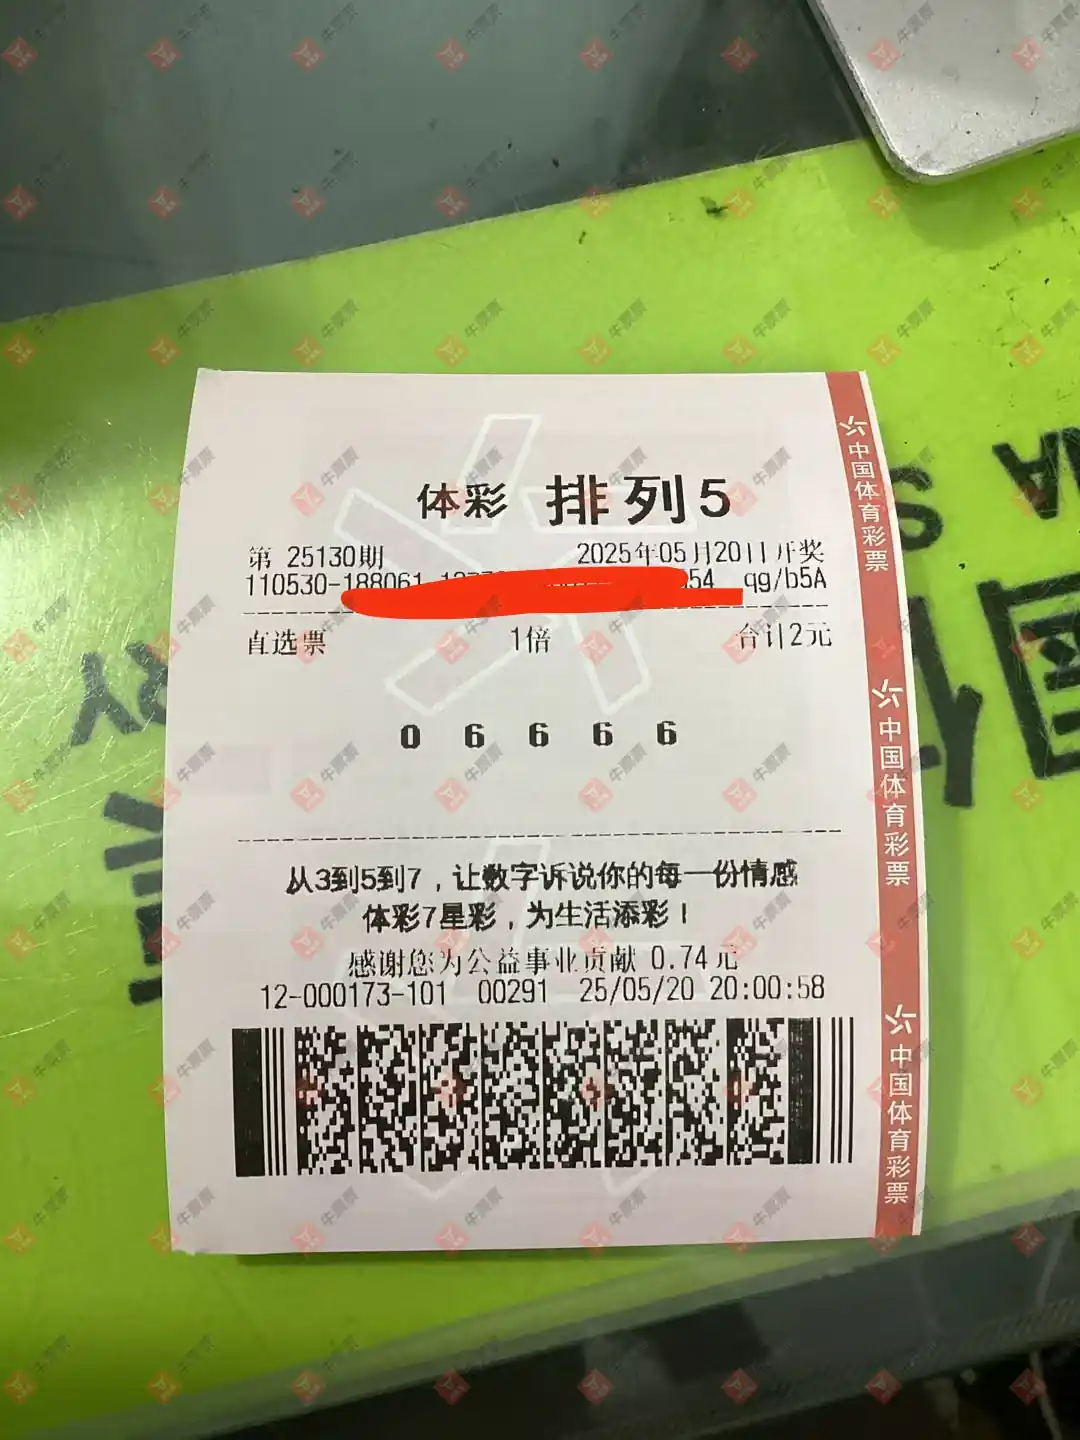 体彩 排列5
第 25130期 2025年05月20日开奖
110530-188061 54 qg/b5A
直选票 1倍 合计2元
0 6 6 6 6
从3到5到7，让数字诉说你的每一份情感
体彩7星彩，为生活添彩！
感谢您为公益事业贡献 0.74元
12-000173-101 00291 25/05/20 20:00:58
中国体育彩票
中国体育彩票
中国体育彩票
牛票票